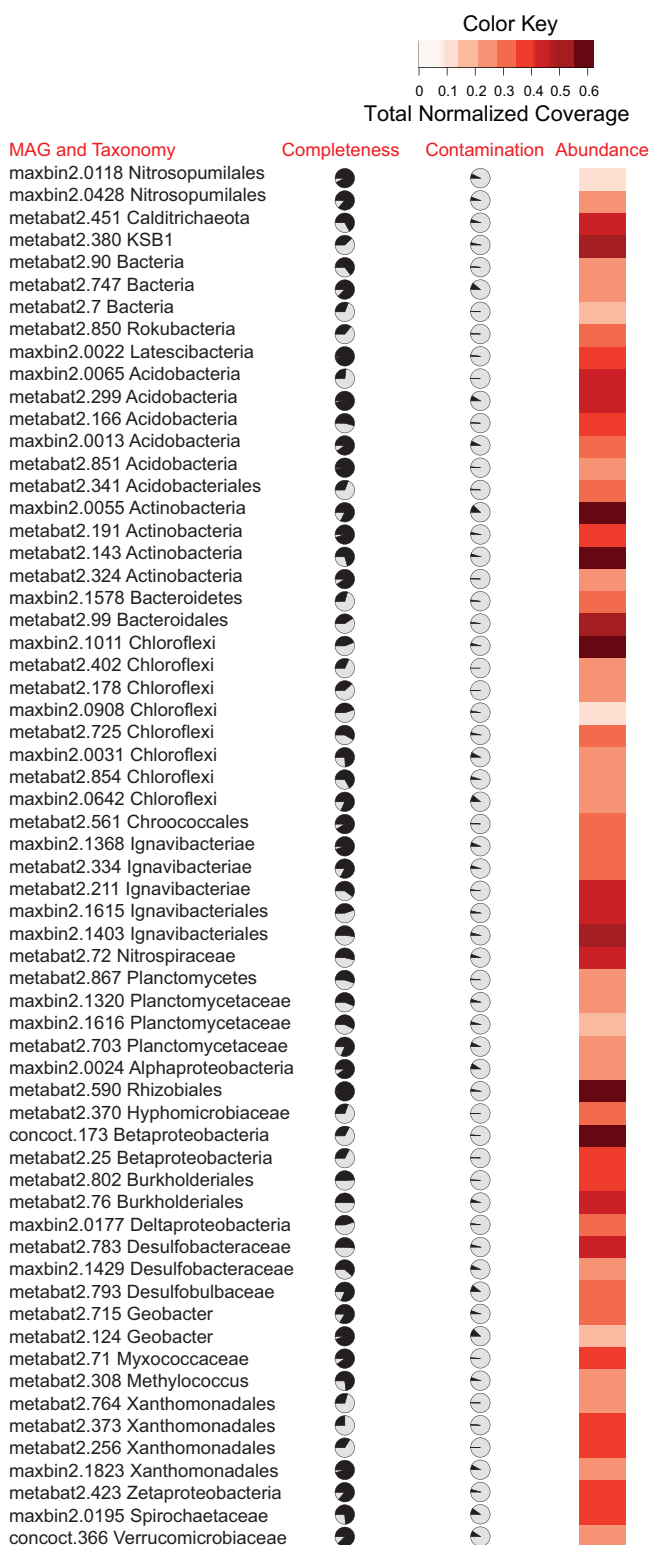 Color Key
0 0.1 0.2 0.3 0.4 0.5 0.6
Total Normalized Coverage
MAG and Taxonomy Completeness Contamination Abundance
maxbin2.0118 Nitrosopumilales
maxbin2.0428 Nitrosopumilales
metabat2.451 Calditrichaeota
metabat2.380 KSB1
metabat2.90 Bacteria
metabat2.747 Bacteria
metabat2.7 Bacteria
metabat2.850 Rokubacteria
maxbin2.0022 Latescibacteria
maxbin2.0065 Acidobacteria
metabat2.299 Acidobacteria
metabat2.166 Acidobacteria
maxbin2.0013 Acidobacteria
metabat2.851 Acidobacteria
metabat2.341 Acidobacteriales
maxbin2.0055 Actinobacteria
metabat2.191 Actinobacteria
metabat2.143 Actinobacteria
metabat2.324 Actinobacteria
maxbin2.1578 Bacteroidetes
metabat2.99 Bacteroidales
maxbin2.1011 Chloroflexi
metabat2.402 Chloroflexi
metabat2.178 Chloroflexi
maxbin2.0908 Chloroflexi
metabat2.725 Chloroflexi
maxbin2.0031 Chloroflexi
metabat2.854 Chloroflexi
maxbin2.0642 Chloroflexi
metabat2.561 Chroococcales
maxbin2.1368 Ignavibacteriae
metabat2.334 Ignavibacteriae
metabat2.211 Ignavibacteriae
maxbin2.1615 Ignavibacteriales
maxbin2.1403 Ignavibacteriales
metabat2.72 Nitrospiraceae
metabat2.867 Planctomycetes
maxbin2.1320 Planctomycetaceae
maxbin2.1616 Planctomycetaceae
metabat2.703 Planctomycetaceae
maxbin2.0024 Alphaproteobacteria
metabat2.590 Rhizobiales
metabat2.370 Hyphomicrobiaceae
concoct.173 Betaproteobacteria
metabat2.25 Betaproteobacteria
metabat2.802 Burkholderiales
metabat2.76 Burkholderiales
maxbin2.0177 Deltaproteobacteria
metabat2.783 Desulfobacteraceae
maxbin2.1429 Desulfobacteraceae
metabat2.793 Desulfobulbaceae
metabat2.715 Geobacter
metabat2.124 Geobacter
metabat2.71 Myxococcaceae
metabat2.308 Methylococcus
metabat2.764 Xanthomonadales
metabat2.373 Xanthomonadales
metabat2.256 Xanthomonadales
maxbin2.1823 Xanthomonadales
metabat2.423 Zetaproteobacteria
maxbin2.0195 Spirochaetaceae
concoct.366 Verrucomicrobiaceae